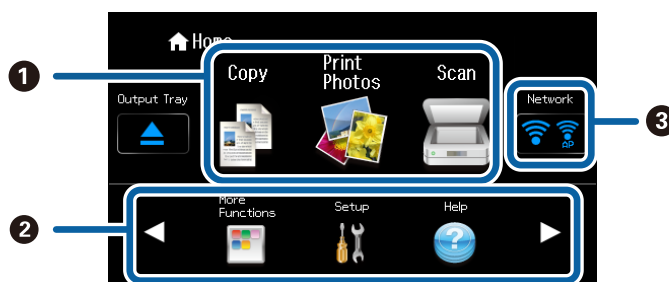 Home
1
Copy
Print
Photos
Scan
Output Tray
Network
3
AP
2
More
Functions
Setup
Help
?